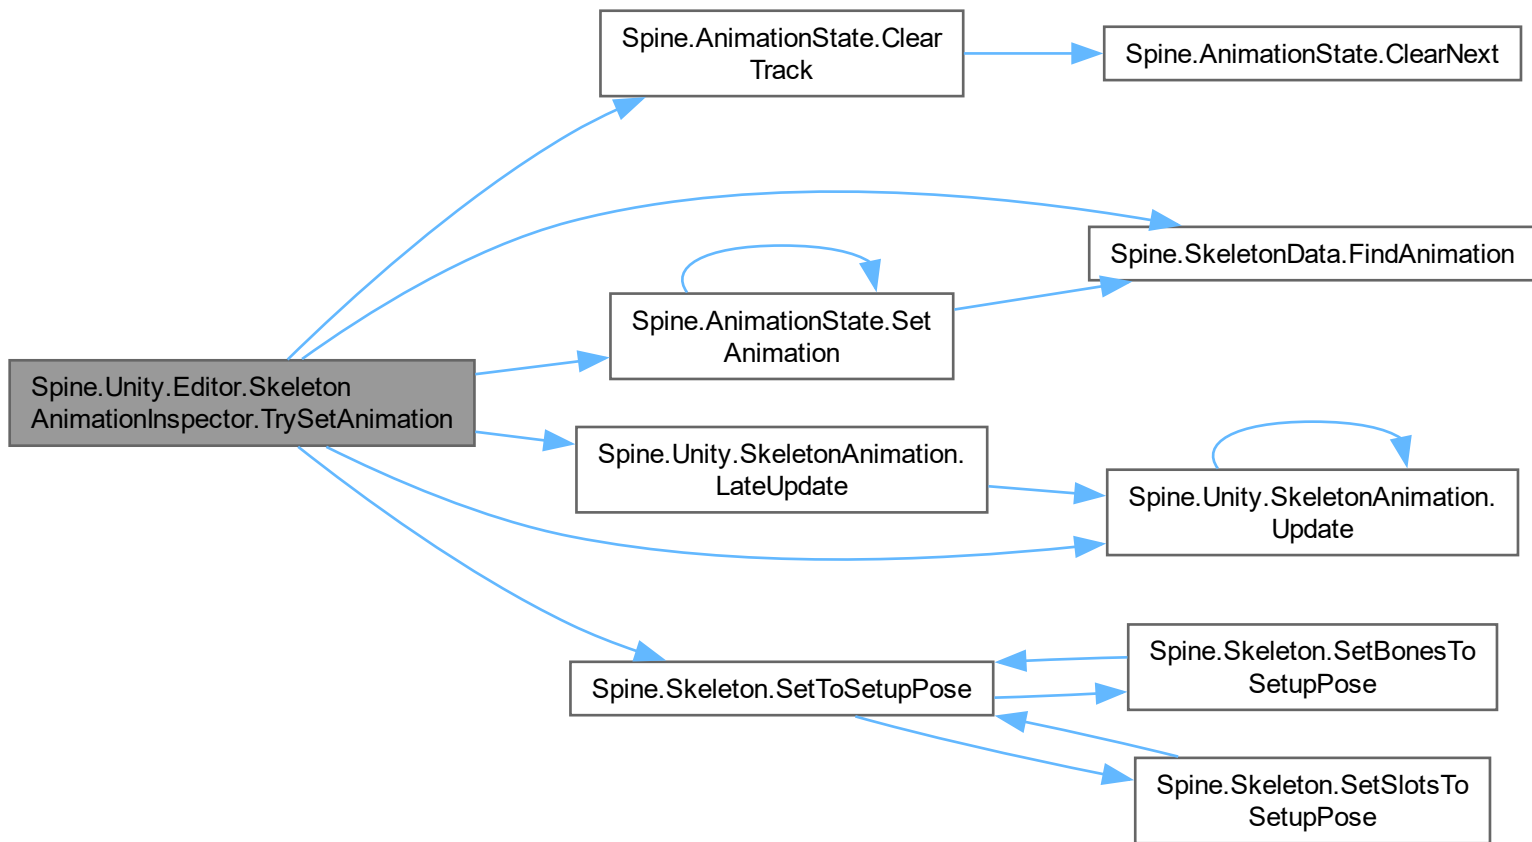 Spine.AnimationState.Clear
Track
Spine.AnimationState.ClearNext
Spine.SkeletonData.FindAnimation
Spine.AnimationState.Set
Animation
Spine.Unity.Editor.Skeleton
AnimationInspector.TrySetAnimation
Spine.Unity.SkeletonAnimation.
LateUpdate
Spine.Unity.SkeletonAnimation.
Update
Spine.Skeleton.SetToSetupPose
Spine.Skeleton.SetBonesTo
SetupPose
Spine.Skeleton.SetSlotsTo
SetupPose